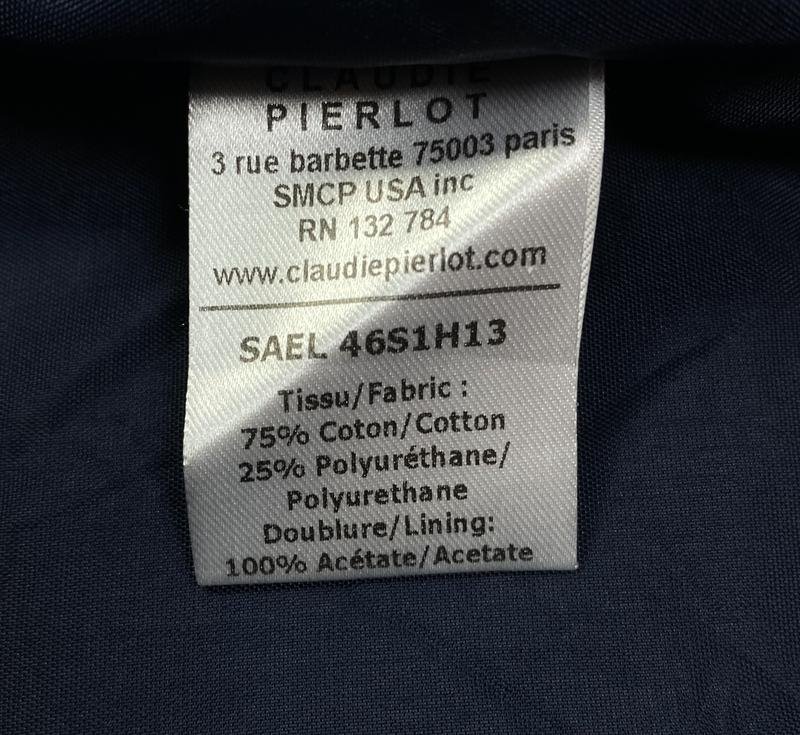 CLAUDIE
PIERLOT
3 rue barbette 75003 paris
SMCP USA inc
RN 132 784
www.claudiepierlot.com
SAEL 46S1H13
Tissu/Fabric :
75% Coton/Cotton
25% Polyuréthane/
Polyurethane
Doublure/Lining:
100% Acétate/Acetate